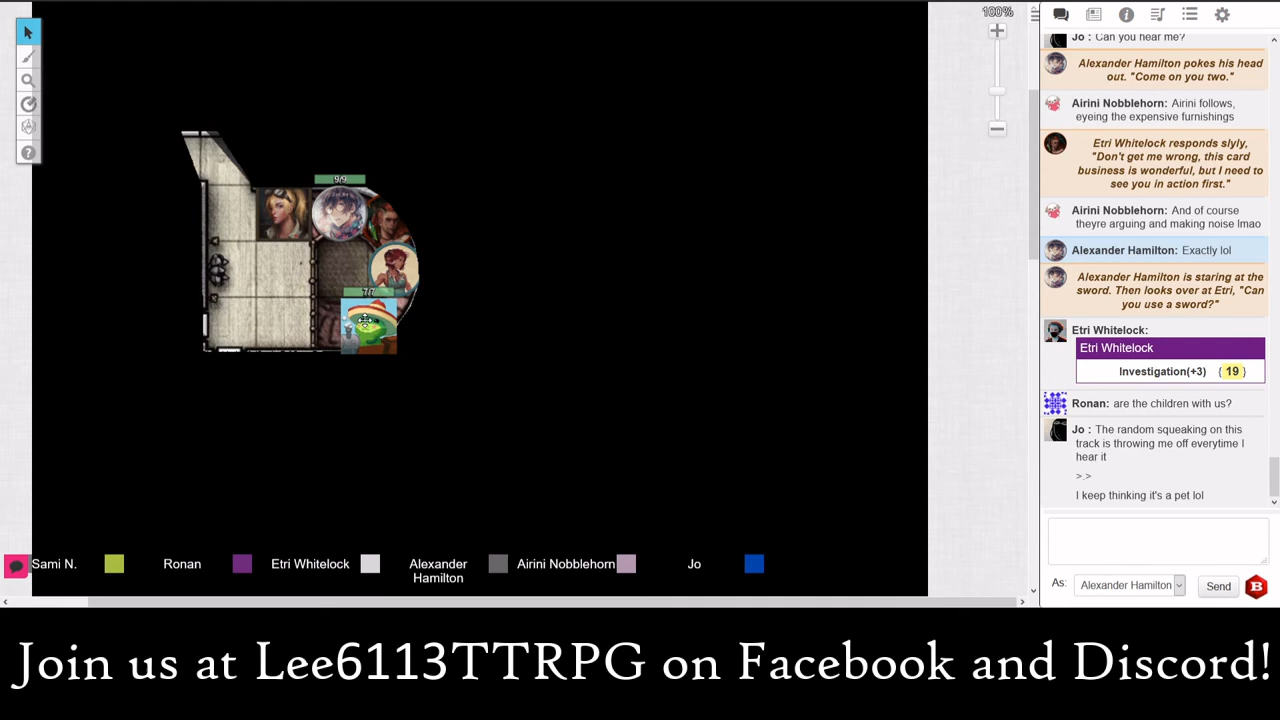 100%
Jo : Can you hear me?
Alexander Hamilton pokes his head
out. "Come on you two."
Airini Nobblehorn: Airini follows,
eyeing the expensive furnishings
Etri Whitelock responds slyly,
"Don't get me wrong, this card
business is wonderful, but I need to
see you in action first."
Airini Nobblehorn: And of course
theyre arguing and making noise lmao
Alexander Hamilton: Exactly lol
Alexander Hamilton is staring at the
sword. Then looks over at Etri, "Can
you use a sword?"
Etri Whitelock:
Etri Whitelock
Investigation(+3) {19}
Ronan: are the children with us?
Jo : The random squeaking on this
track is throwing me off everytime I
hear it
>.>
I keep thinking it's a pet lol
As: Alexander Hamilton Send
9/9
7/7
Sami N.
Ronan
Etri Whitelock
Alexander
Hamilton
Airini Nobblehorn
Jo
Join us at Lee6113TTRPG on Facebook and Discord!